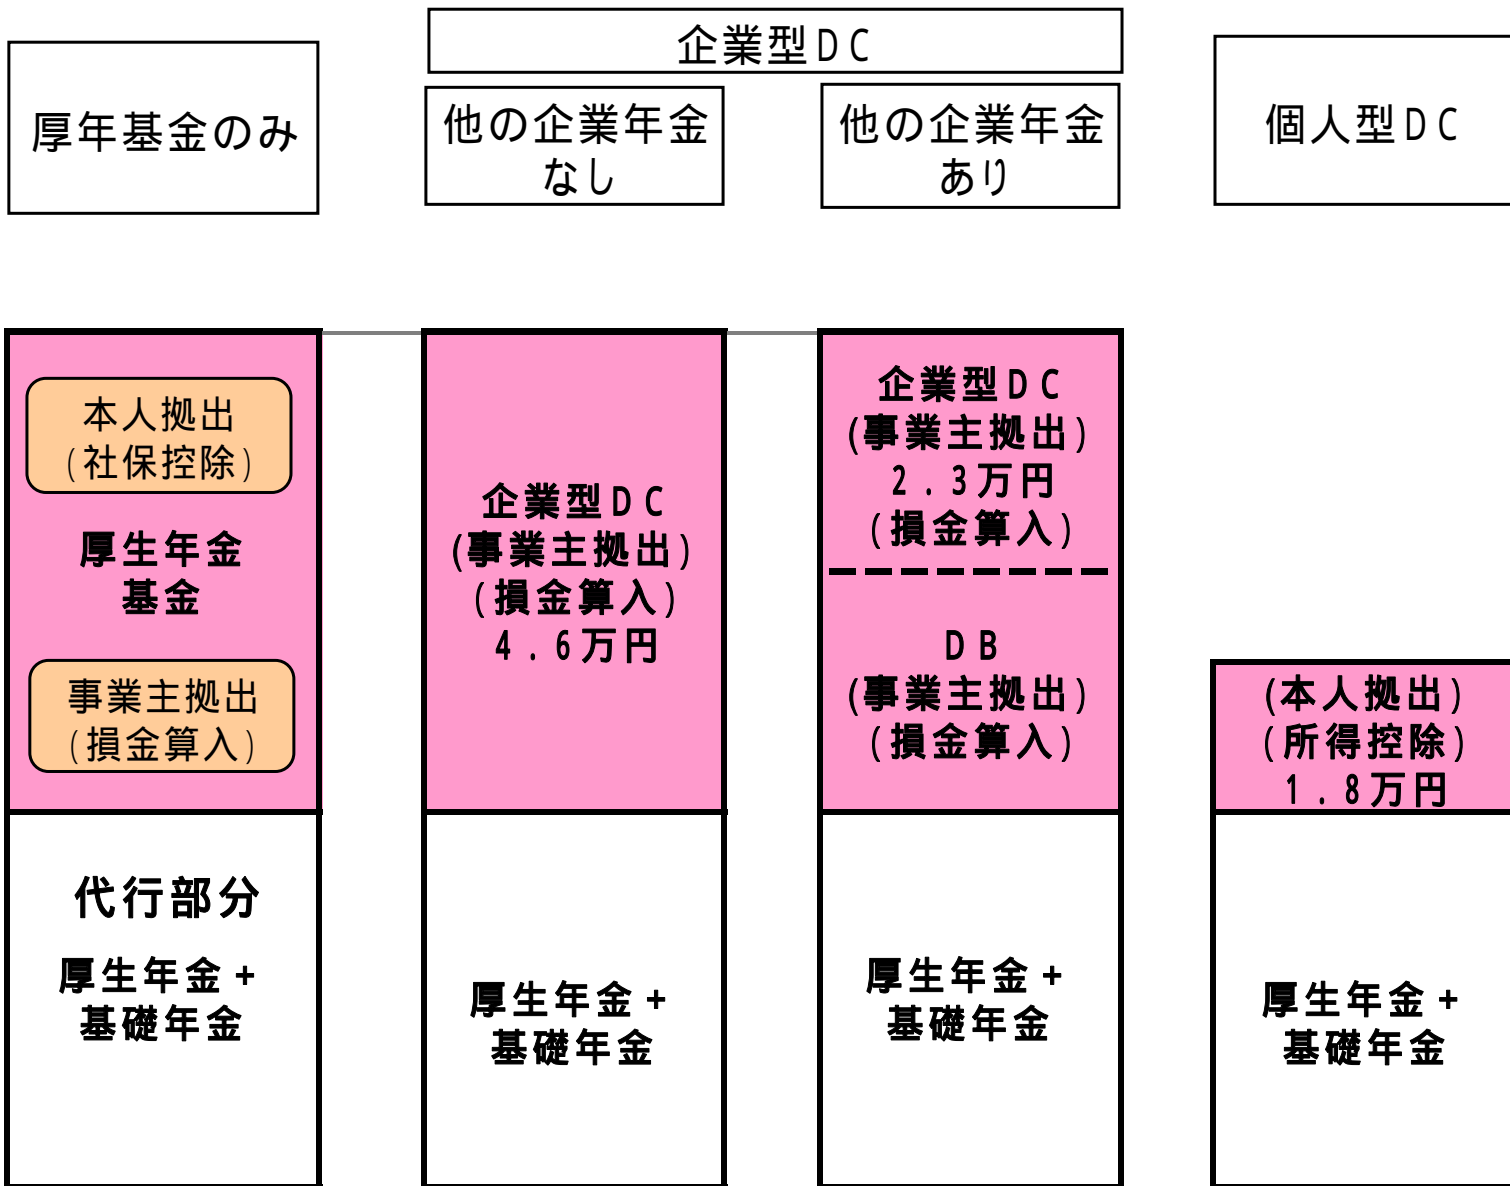 企業型DC
厚年基金のみ
他の企業年金
なし
他の企業年金
あり
個人型DC
本人拠出
(社保控除)
厚生年金
基金
事業主拠出
(損金算入)
代行部分
厚生年金+
基礎年金
企業型DC
(事業主拠出)
(損金算入)
4.6万円
厚生年金+
基礎年金
企業型DC
(事業主拠出)
2.3万円
(損金算入)
DB
(事業主拠出)
(損金算入)
厚生年金+
基礎年金
(本人拠出)
(所得控除)
1.8万円
厚生年金+
基礎年金